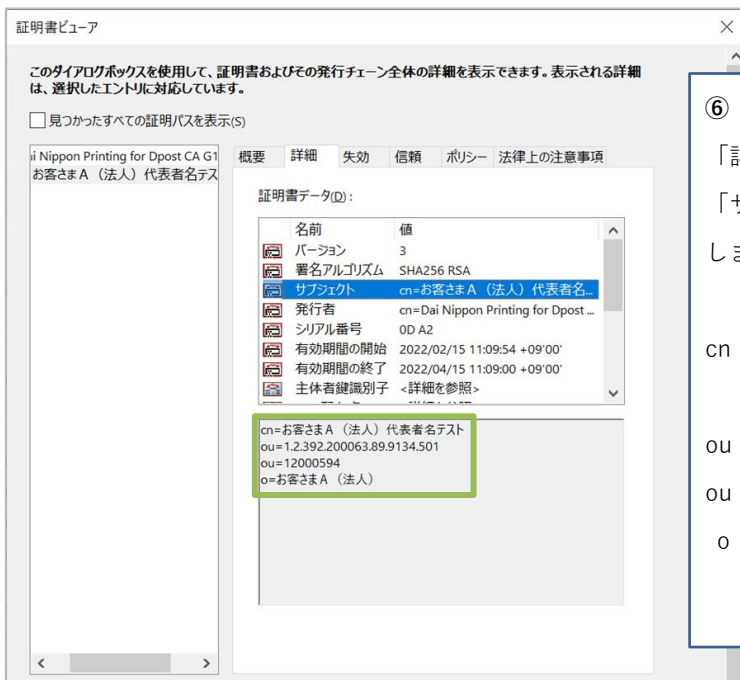 証明書ビューア
このダイアログボックスを使用して、証明書およびその発行チェーン全体の詳細を表示できます。表示される詳細
は、選択したエントリに対応しています。
見つかったすべての証明パスを表示(S)
i Nippon Printing for Dpost CA G1
お客さまA（法人）代表者名テス
概要 詳細 失効 信頼 ポリシー 法律上の注意事項
証明書データ(D):
名前 値
バージョン 3
署名アルゴリズム SHA256 RSA
サブジェクト cn=お客さまA（法人）代表者名...
発行者 cn=Dai Nippon Printing for Dpost ...
シリアル番号 0D A2
有効期間の開始 2022/02/15 11:09:54 +09'00'
有効期間の終了 2022/04/15 11:09:00 +09'00'
主体者鍵識別子 <詳細を参照>
cn=お客さまA（法人）代表者名テスト
ou=1.2.392.200063.89.9134.501
ou=12000594
o=お客さまA（法人）
⑥
「サ
しま
cn
ou
ou
o